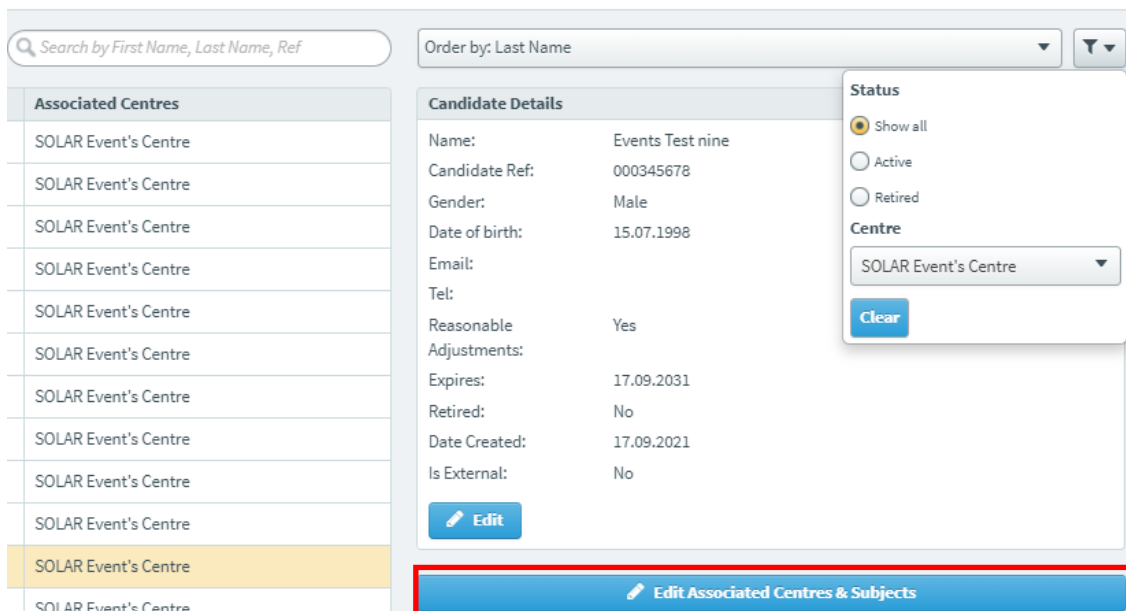 Search by First Name, Last Name, Ref
Order by: Last Name
Associated Centres
SOLAR Event's Centre
SOLAR Event's Centre
SOLAR Event's Centre
SOLAR Event's Centre
SOLAR Event's Centre
SOLAR Event's Centre
SOLAR Event's Centre
SOLAR Event's Centre
SOLAR Event's Centre
SOLAR Event's Centre
SOLAR Event's Centre
SOLAR Event's Centre
Candidate Details
Name: Events Test nine
Candidate Ref: 000345678
Gender: Male
Date of birth: 15.07.1998
Email:
Tel:
Reasonable Yes
Adjustments:
Expires: 17.09.2031
Retired: No
Date Created: 17.09.2021
Is External: No
Edit
Edit Associated Centres & Subjects
Status
Show all
Active
Retired
Centre
SOLAR Event's Centre
Clear